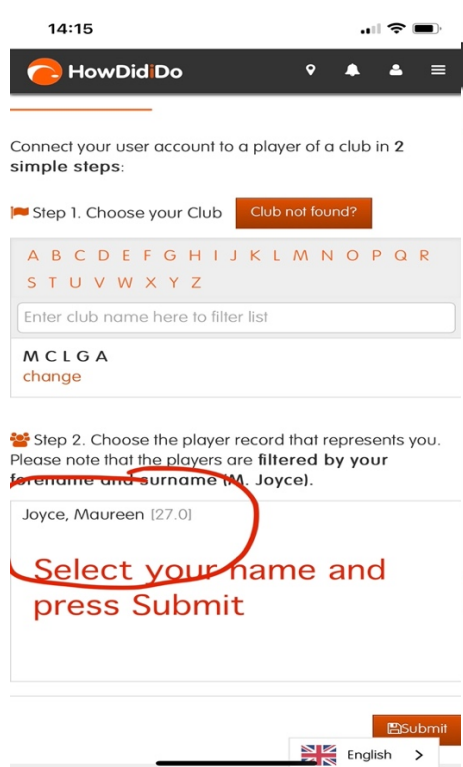 14:15
HowDidiDo
Connect your user account to a player of a club in 2
simple steps:
Step 1. Choose your Club Club not found?
A B C D E F G H I J K L M N O P Q R
S T U V W X Y Z
Enter club name here to filter list
M C L G A
change
Step 2. Choose the player record that represents you.
Please note that the players are filtered by your
forename and surname (M. Joyce).
Joyce, Maureen [27.0]
Select your name and
press Submit
Submit
English